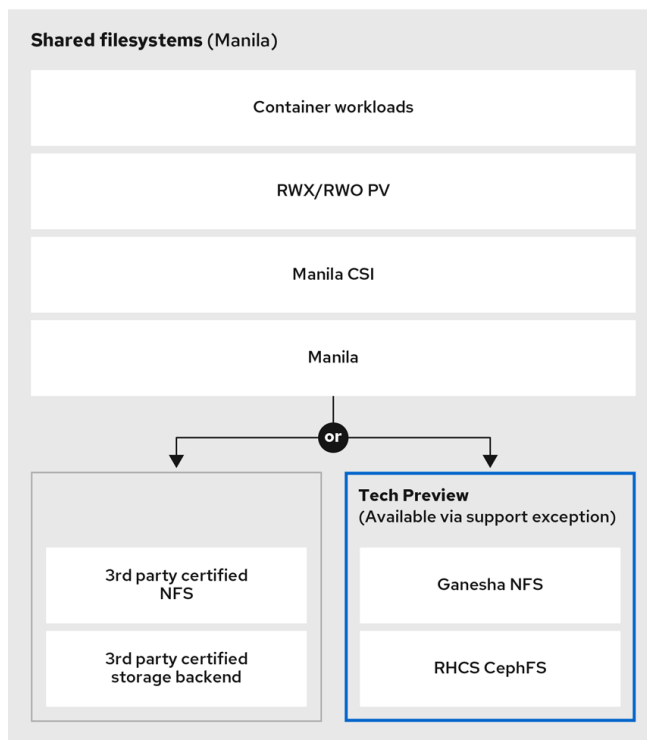 Shared filesystems (Manila)
Container workloads
RWX/RWO PV
Manila CSI
Manila
or
3rd party certified
NFS
3rd party certified
storage backend
Tech Preview
(Available via support exception)
Ganesha NFS
RHCS CephFS